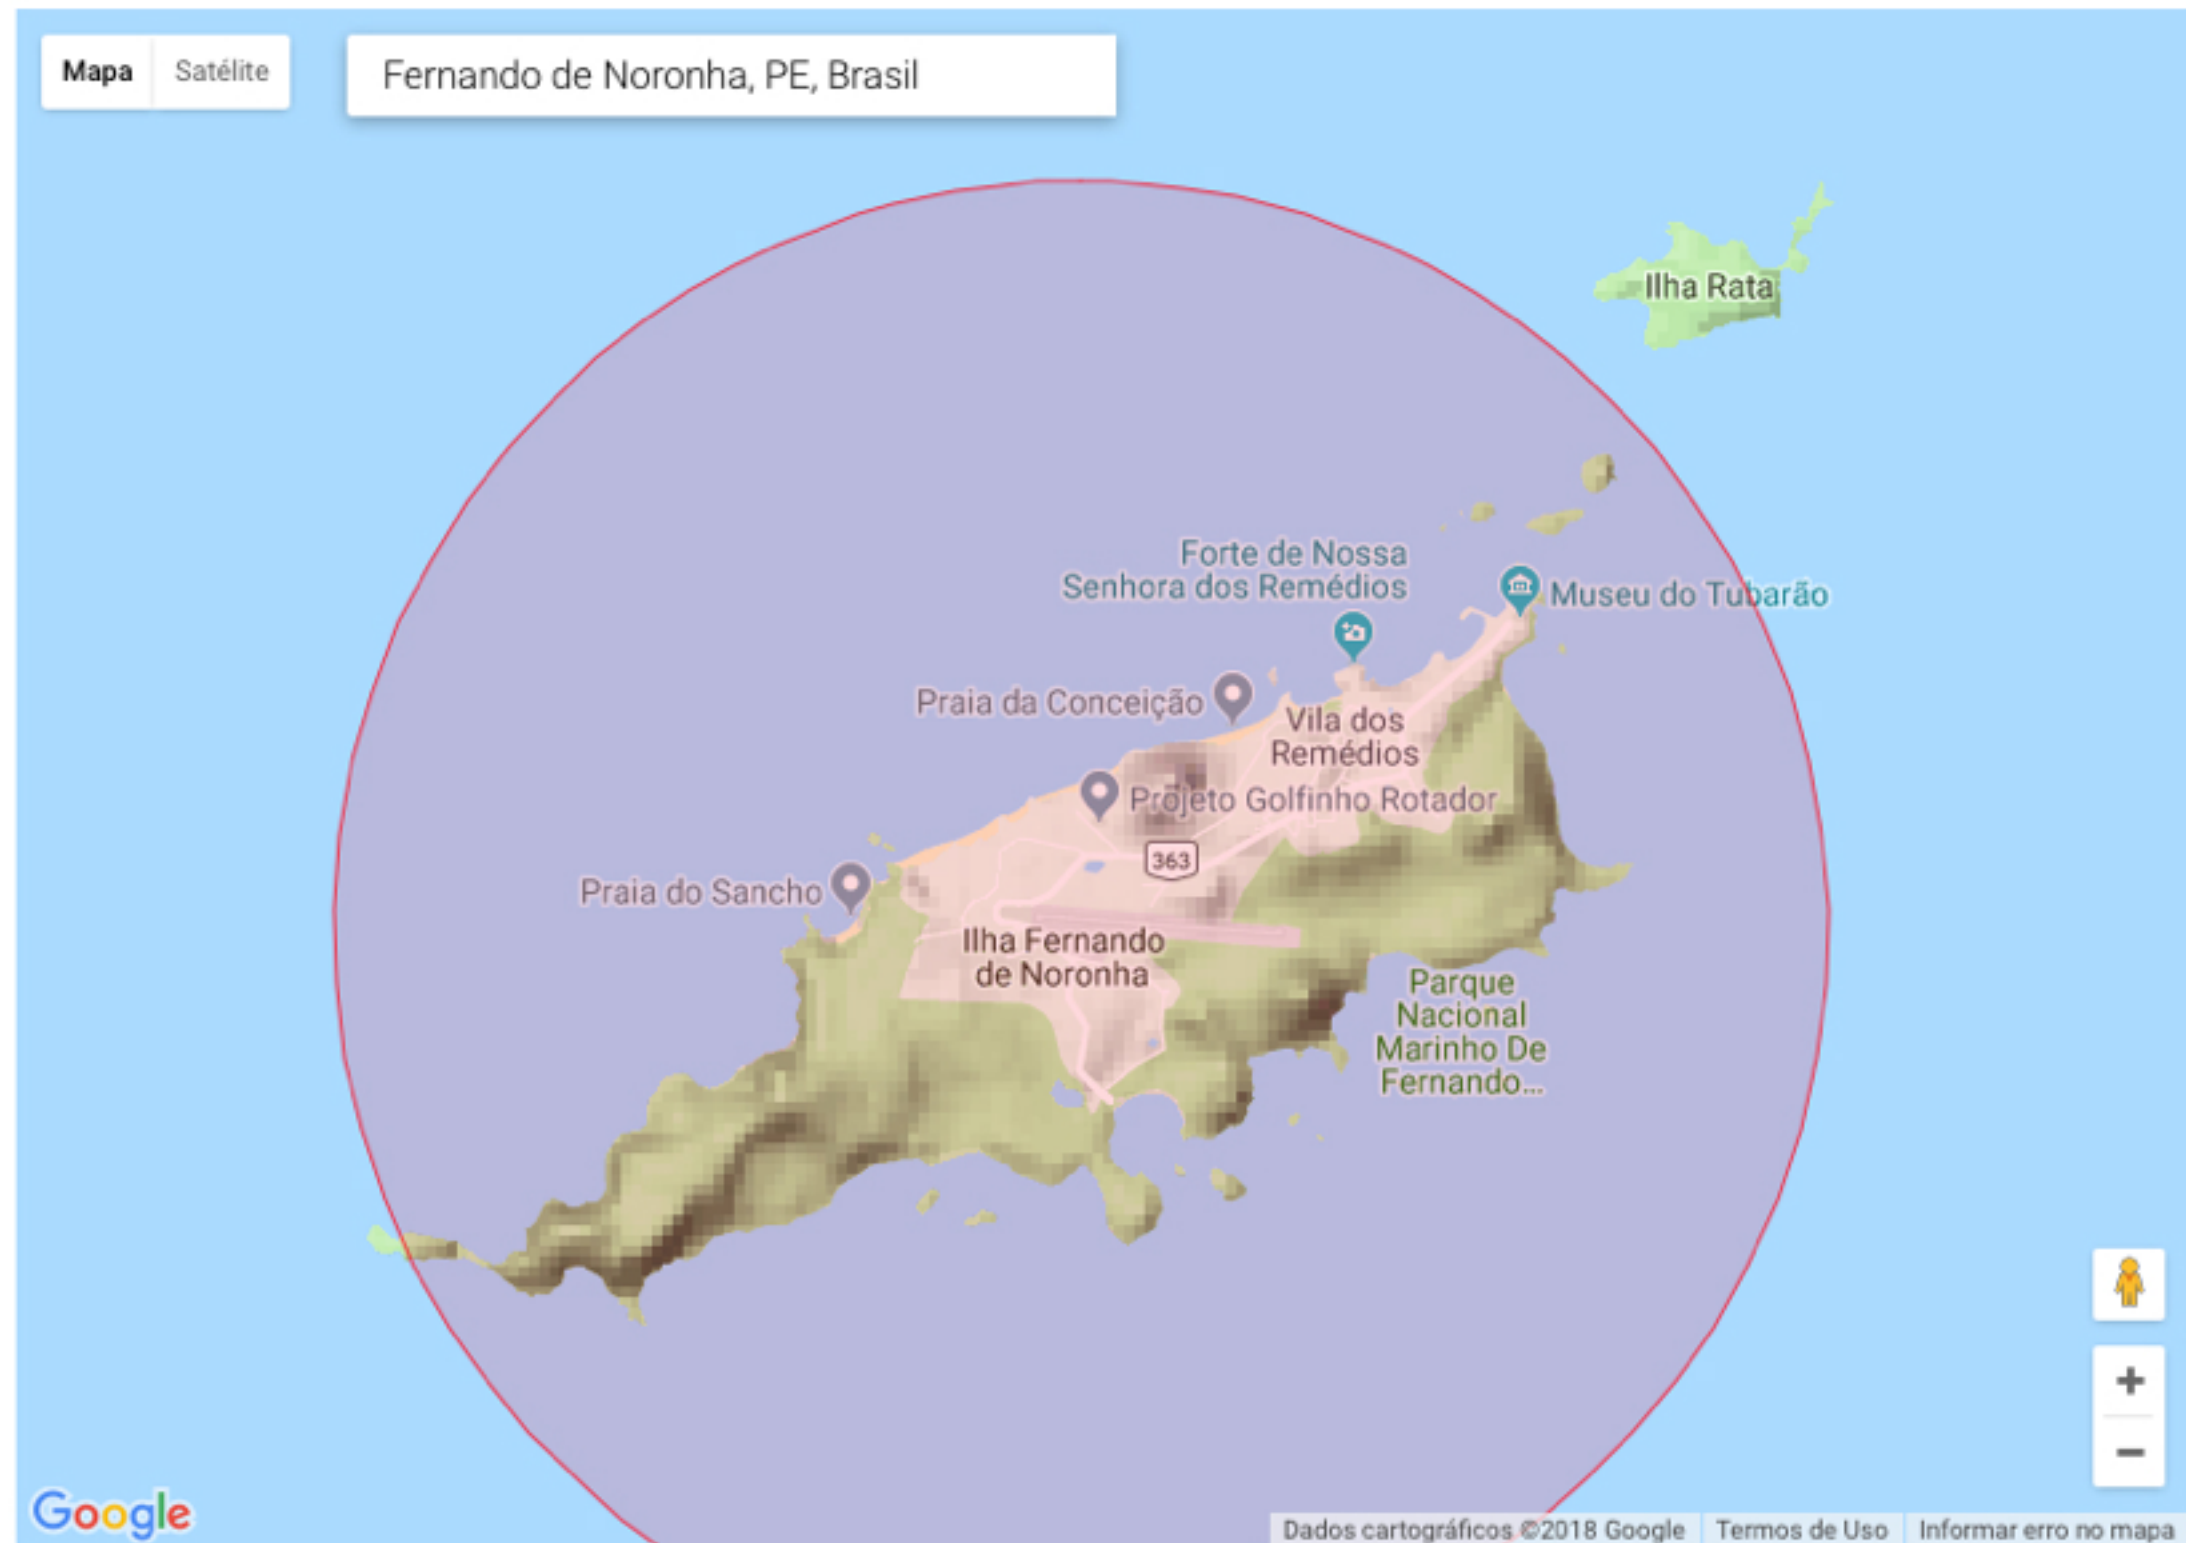 Mapa
Satélite
Fernando de Noronha, PE, Brasil
Ilha Rata
Forte de Nossa
Senhora dos Remédios
Museu do Tubarão
Praia da Conceição
Vila dos
Remédios
Projeto Golfinho Rotador
363
Praia do Sancho
Ilha Fernando
de Noronha
Parque
Nacional
Marinho De
Fernando...
+
−
Google
Dados cartográficos ©2018 Google
Termos de Uso
Informar erro no mapa